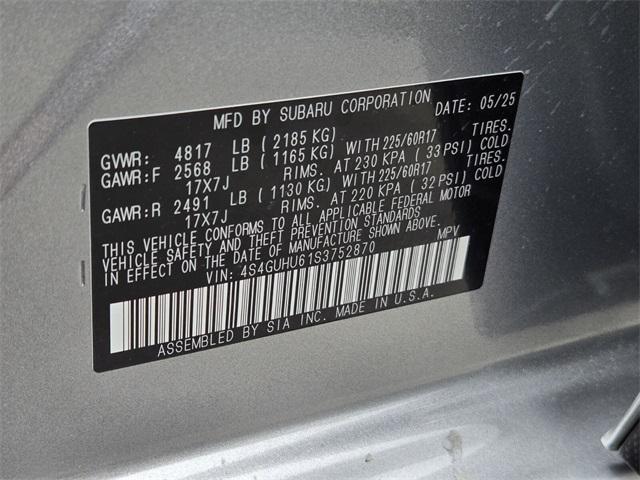 MFD BY SUBARU CORPORATION DATE: 05/25
GVWR: 4817 LB (2185 KG)
GAWR:F 2568 LB (1165 KG) WITH 225/60R17 TIRES.
17X7J RIMS. AT 230 KPA (33 PSI) COLD
GAWR:R 2491 LB (1130 KG) WITH 225/60R17 TIRES.
17X7J RIMS. AT 220 KPA (32 PSI) COLD
THIS VEHICLE CONFORMS TO ALL APPLICABLE FEDERAL MOTOR
VEHICLE SAFETY AND THEFT PREVENTION STANDARDS
IN EFFECT ON THE DATE OF MANUFACTURE SHOWN ABOVE.
VIN: 4S4GUHU61S3752870 MPV
ASSEMBLED BY SIA INC. MADE IN U.S.A.